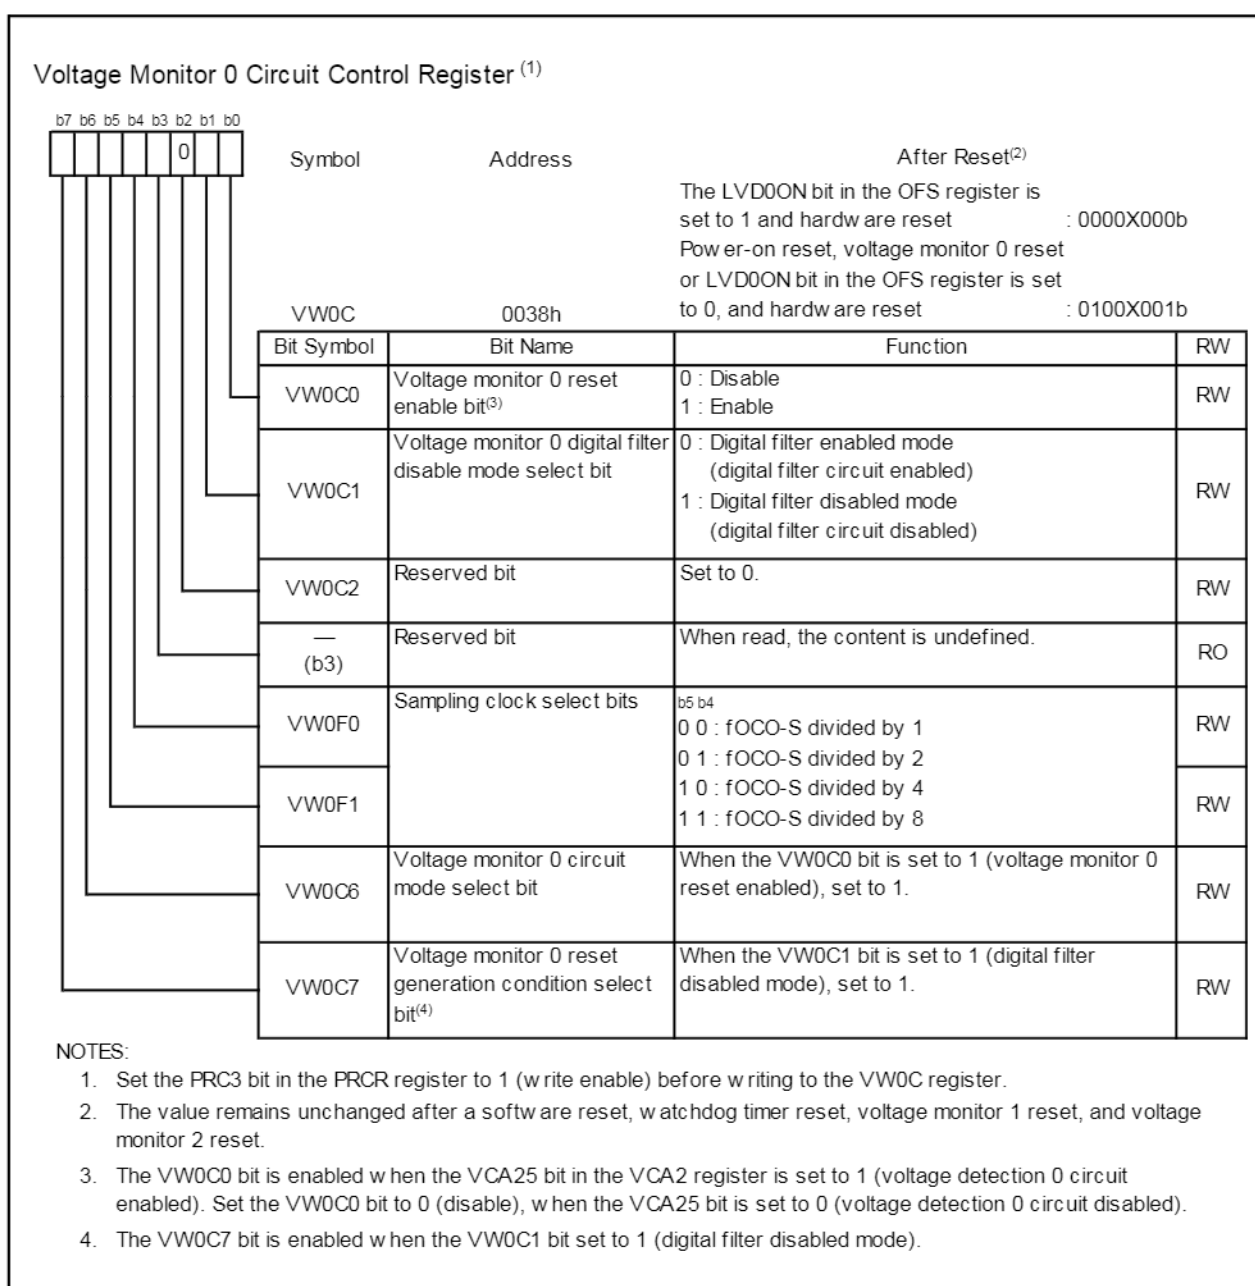 Voltage Monitor 0 Circuit Control Register (1)
b7 b6 b5 b4 b3 b2 b1 b0
0
Symbol Address After Reset(2)
The LVD0ON bit in the OFS register is
set to 1 and hardware reset : 0000X000b
Power-on reset, voltage monitor 0 reset
or LVD0ON bit in the OFS register is set
VW0C 0038h to 0, and hardware reset : 0100X001b
Bit Symbol Bit Name Function RW
VW0C0 Voltage monitor 0 reset 0 : Disable RW
enable bit(3) 1 : Enable
Voltage monitor 0 digital filter 0 : Digital filter enabled mode
disable mode select bit (digital filter circuit enabled)
VW0C1 1 : Digital filter disabled mode RW
(digital filter circuit disabled)
VW0C2 Reserved bit Set to 0. RW
— Reserved bit When read, the content is undefined. RO
(b3)
Sampling clock select bits b5 b4
VW0F0 0 0 : fOCO-S divided by 1 RW
0 1 : fOCO-S divided by 2
VW0F1 1 0 : fOCO-S divided by 4 RW
1 1 : fOCO-S divided by 8
Voltage monitor 0 circuit When the VW0C0 bit is set to 1 (voltage monitor 0
VW0C6 mode select bit reset enabled), set to 1. RW
Voltage monitor 0 reset When the VW0C1 bit is set to 1 (digital filter
VW0C7 generation condition select disabled mode), set to 1. RW
bit(4)
NOTES:
1. Set the PRC3 bit in the PRCR register to 1 (write enable) before writing to the VW0C register.
2. The value remains unchanged after a software reset, watchdog timer reset, voltage monitor 1 reset, and voltage
monitor 2 reset.
3. The VW0C0 bit is enabled when the VCA25 bit in the VCA2 register is set to 1 (voltage detection 0 circuit
enabled). Set the VW0C0 bit to 0 (disable), when the VCA25 bit is set to 0 (voltage detection 0 circuit disabled).
4. The VW0C7 bit is enabled when the VW0C1 bit set to 1 (digital filter disabled mode).